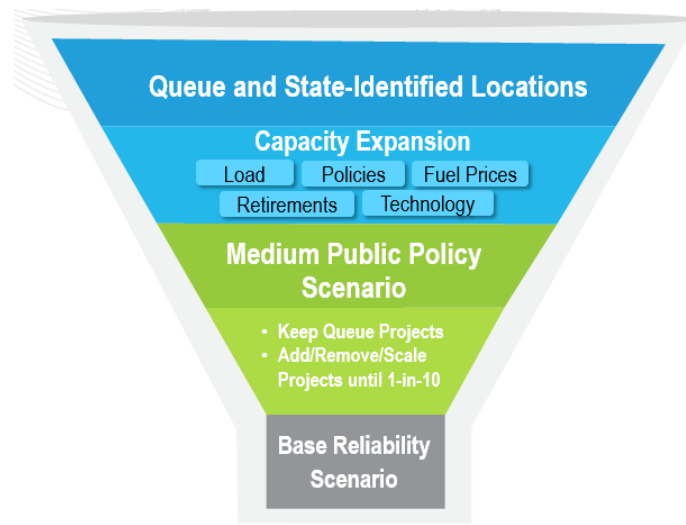 Queue and State-Identified Locations
Capacity Expansion
Load Policies Fuel Prices
Retirements Technology
Medium Public Policy
Scenario
• Keep Queue Projects
• Add/Remove/Scale
Projects until 1-in-10
Base Reliability
Scenario